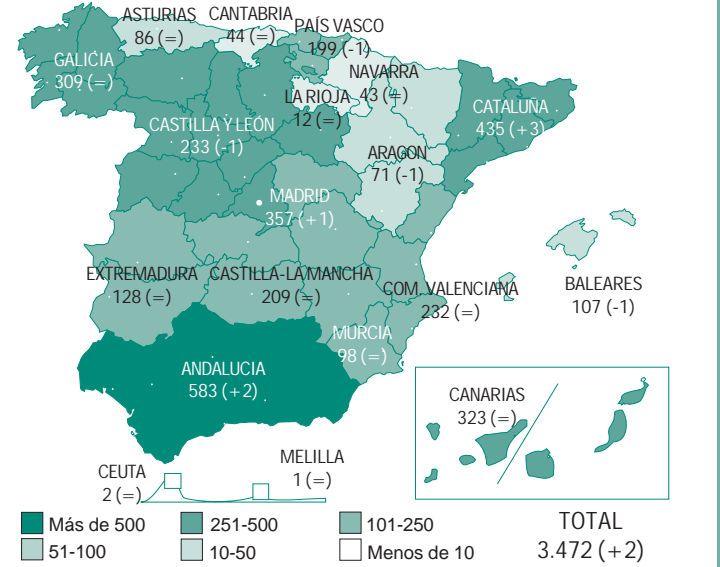 ASTURIAS
86 (=)
CANTABRIA
44 (=)
PAÍS VASCO
199 (-1)
GALICIA
309 (=)
NAVARRA
43 (=)
LA RIOJA
12 (=)
CATALUÑA
435 (+3)
CASTILLA Y LEÓN
233 (-1)
ARAGON
71 (-1)
MADRID
357 (+1)
EXTREMADURA
128 (=)
CASTILLA-LA MANCHA
209 (=)
COM. VALENCIANA
232 (=)
BALEARES
107 (-1)
MURCIA
98 (=)
ANDALUCIA
583 (+2)
CANARIAS
323 (=)
CEUTA
2 (=)
MELILLA
1 (=)
Más de 500
251-500
101-250
51-100
10-50
Menos de 10
TOTAL
3.472 (+2)